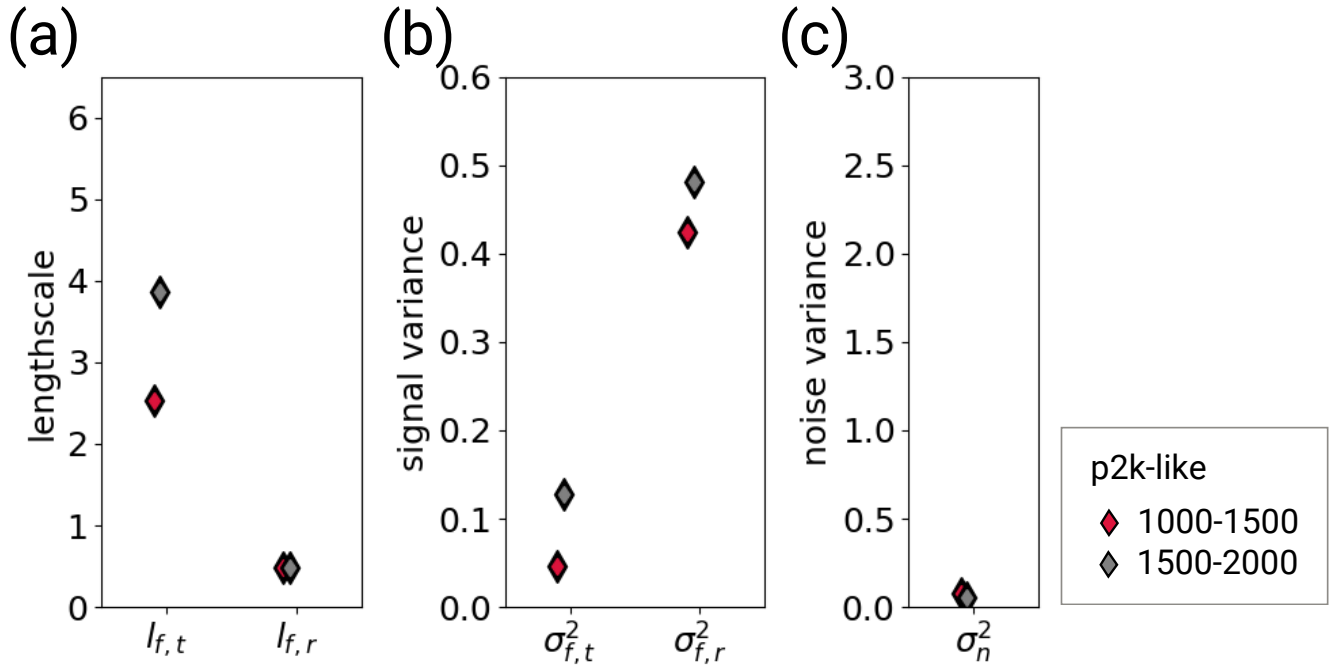 (a)
(b)
(c)
lengthscale
6
5
4
3
2
1
0
l_{f, t}
l_{f, r}
signal variance
0.6
0.5
0.4
0.3
0.2
0.1
0.0
σ²_{f, t}
σ²_{f, r}
noise variance
3.0
2.5
2.0
1.5
1.0
0.5
0.0
σ²_n
p2k-like
1000-1500
1500-2000